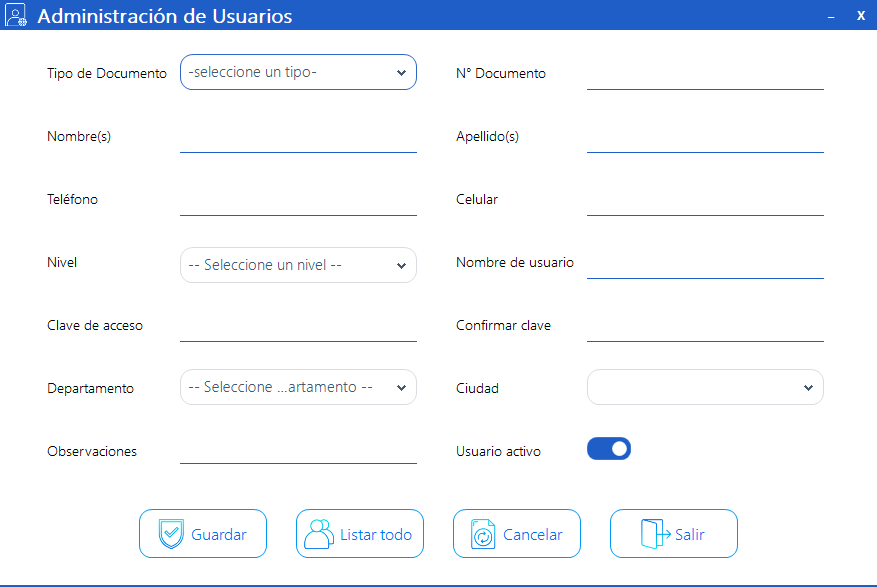 Administración de Usuarios
– X
Tipo de Documento -seleccione un tipo- N° Documento
Nombre(s) Apellido(s)
Teléfono Celular
Nivel -- Seleccione un nivel -- Nombre de usuario
Clave de acceso Confirmar clave
Departamento -- Seleccione ...artamento -- Ciudad
Observaciones Usuario activo
Guardar Listar todo Cancelar Salir